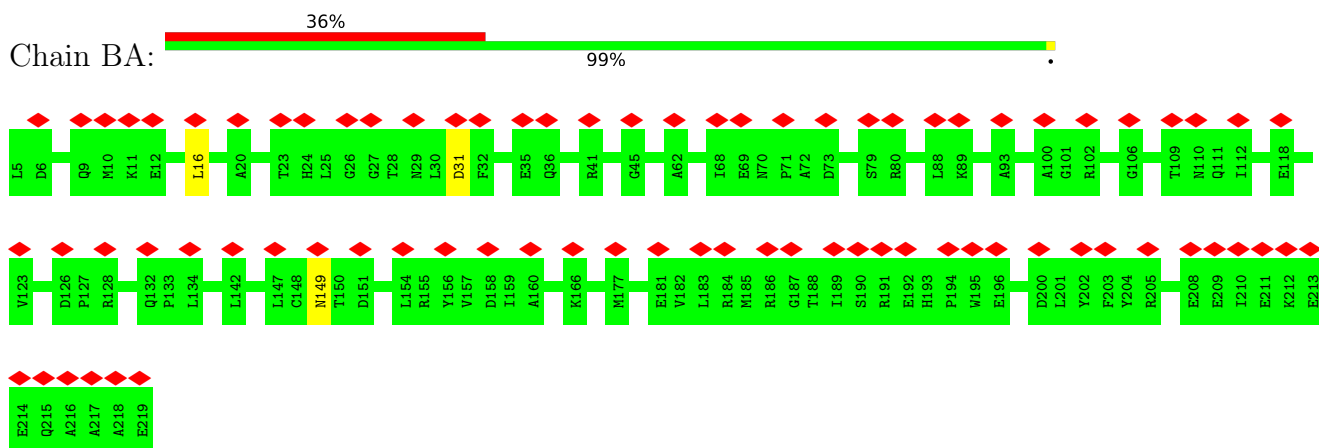 36%
Chain BA:
99%
•
L5 D6 Q9 M10 K11 E12 L16 A20 T23 H24 L25 G26 G27 T28 N29 L30 D31 F32 E35 Q36 R41 G45 A62 I68 E69 N70 P71 A72 D73 S79 R80 L88 K89 A93 A100 G101 R102 G106 T109 N110 Q111 I112 E118
V123 D126 P127 R128 Q132 P133 L134 L142 L147 C148 N149 T150 D151 L154 R155 Y156 V157 D158 I159 A160 K166 M177 E181 V182 L183 R184 M185 R186 G187 T188 I189 S190 R191 E192 H193 P194 W195 E196 D200 L201 Y202 F203 Y204 R205 E208 E209 I210 E211 K212 E213
E214 Q215 A216 A217 A218 E219